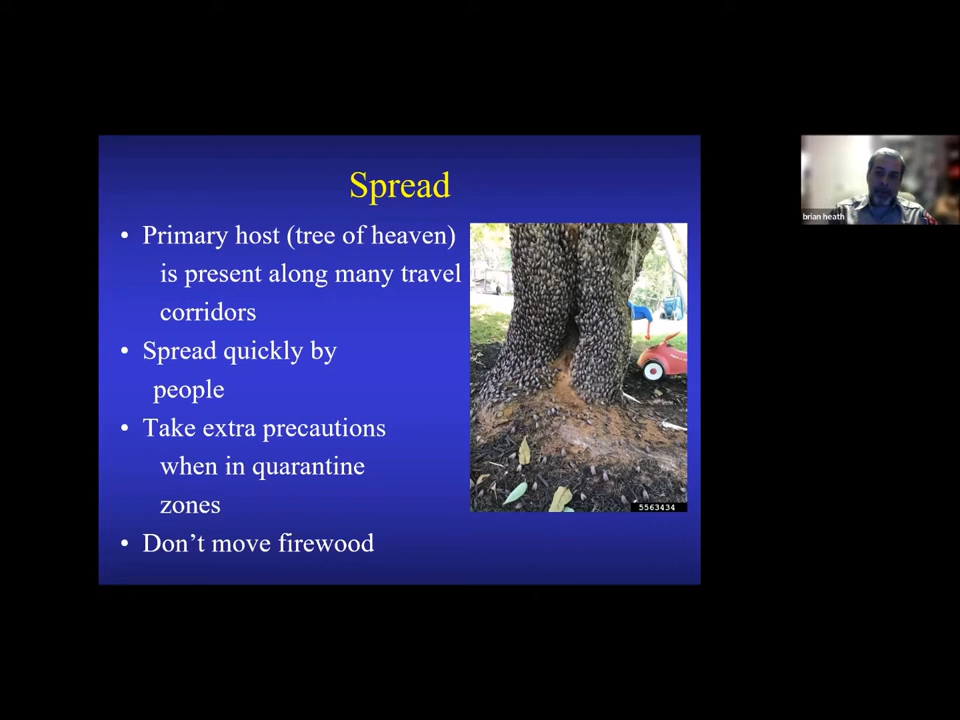 Spread
• Primary host (tree of heaven)
is present along many travel
corridors
• Spread quickly by
people
• Take extra precautions
when in quarantine
zones
• Don't move firewood
5563434
brian heath